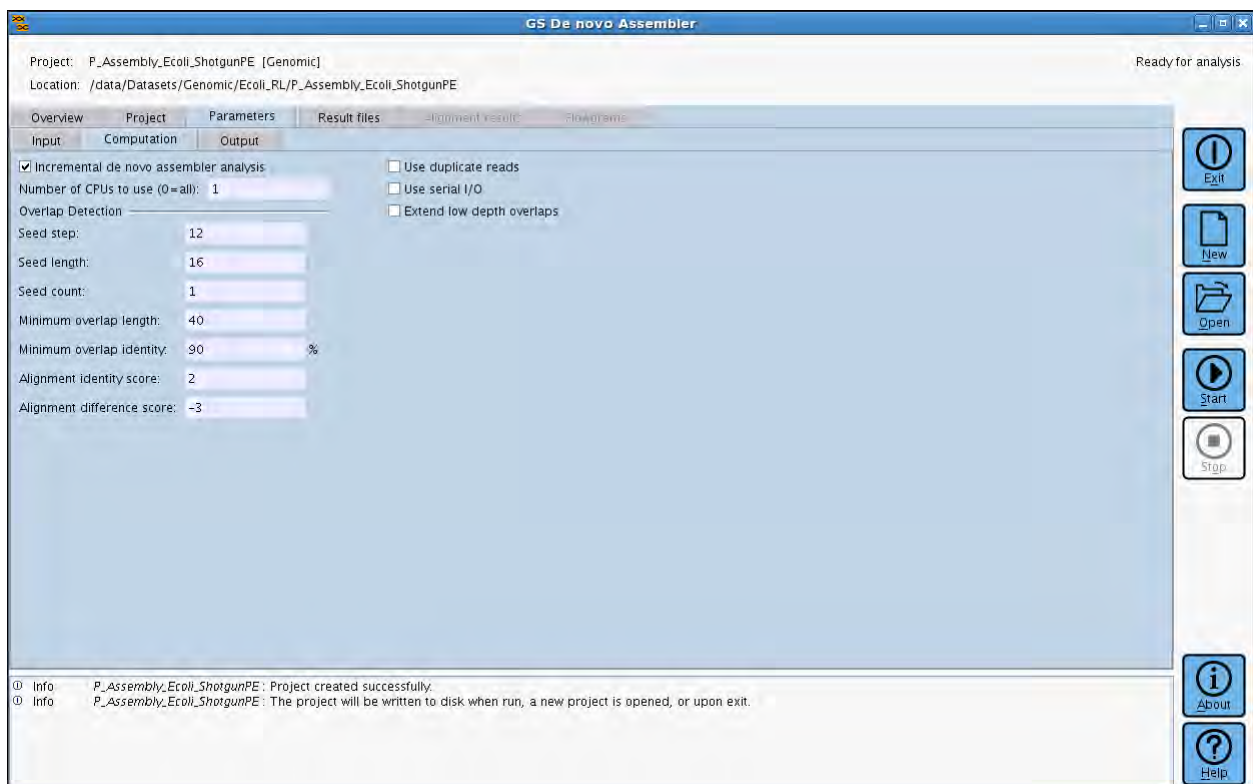 GS De novo Assembler
Project: P_Assembly_Ecoli_ShotgunPE [Genomic]
Ready for analysis
Location: /data/Datasets/Genomic/Ecoli_RL/P_Assembly_Ecoli_ShotgunPE
Overview Project Parameters Result files Alignment results Flowgrams
Input Computation Output
Incremental de novo assembler analysis
Use duplicate reads
Number of CPUs to use (0=all): 1
Use serial I/O
Overlap Detection
Extend low depth overlaps
Seed step: 12
Seed length: 16
Seed count: 1
Minimum overlap length: 40
Minimum overlap identity: 90 %
Alignment identity score: 2
Alignment difference score: -3
Exit
New
Open
Start
Stop
About
Help
Info P_Assembly_Ecoli_ShotgunPE : Project created successfully.
Info P_Assembly_Ecoli_ShotgunPE : The project will be written to disk when run, a new project is opened, or upon exit.